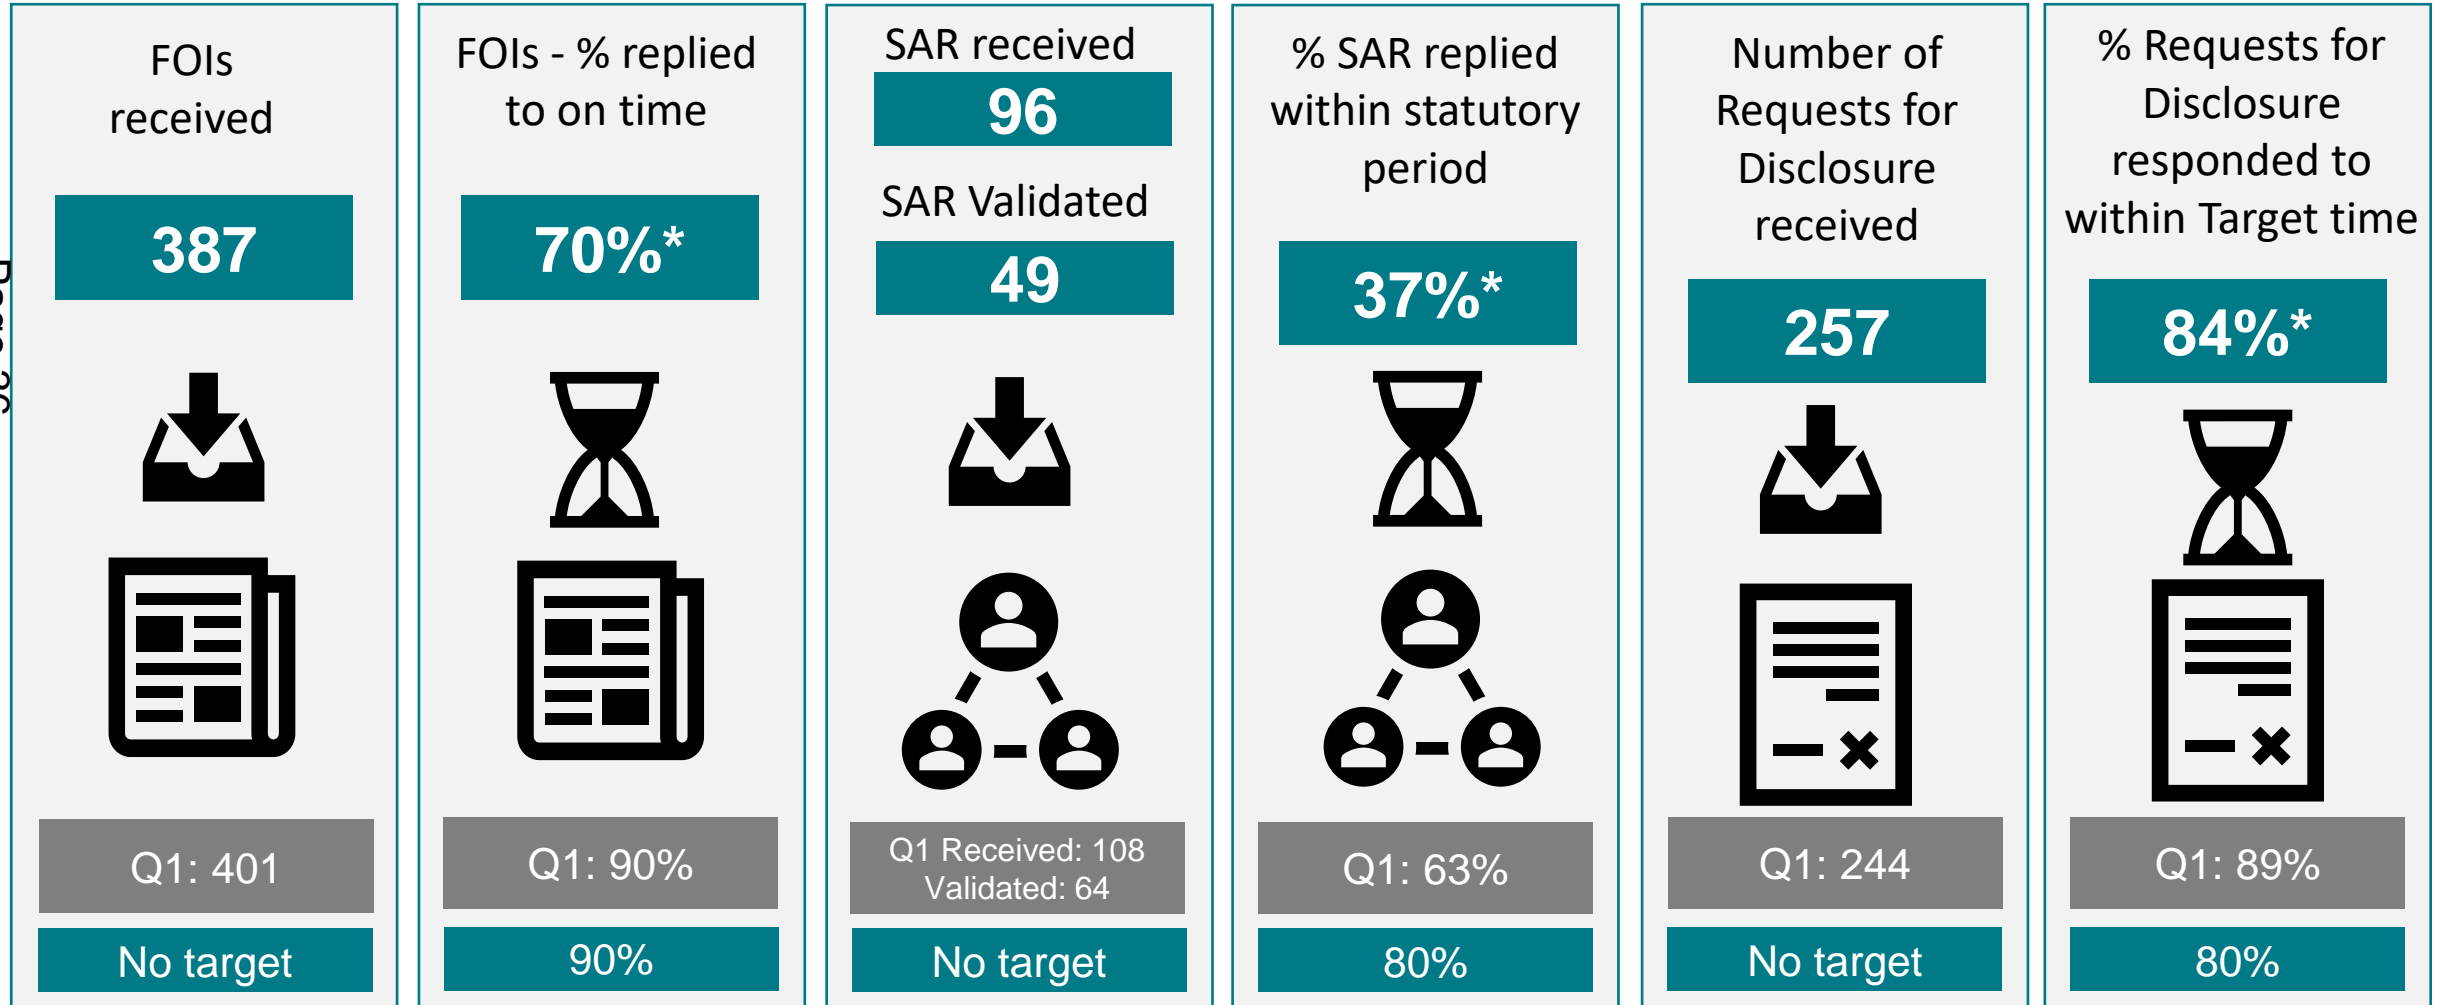 FOIs
received
387
Q1: 401
No target
FOIs - % replied
to on time
70%*
Q1: 90%
90%
SAR received
96
SAR Validated
49
Q1 Received: 108
Validated: 64
No target
% SAR replied
within statutory
period
37%*
Q1: 63%
80%
Number of
Requests for
Disclosure
received
257
Q1: 244
No target
% Requests for
Disclosure
responded to
within Target time
84%*
Q1: 89%
80%